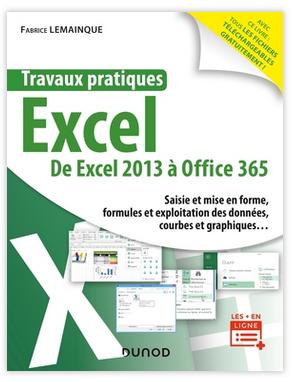 FABRICE LEMAINQUE
AVEC
CE LIVRE :
TOUS LES FICHIERS
TÉLÉCHARGEABLES
GRATUITEMENT !
Travaux pratiques
Excel
De Excel 2013 à Office 365
Saisie et mise en forme,
formules et exploitation des données,
courbes et graphiques…
X
LES + EN
LIGNE
DUNOD